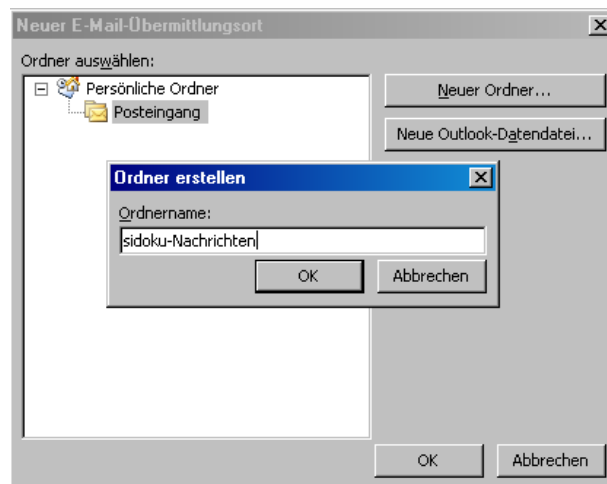 Neuer E-Mail-Übermittlungsort
Ordner auswählen:
Persönliche Ordner
Posteingang
Neuer Ordner...
Neue Outlook-Datendatei...
Ordner erstellen
Ordnername:
sidoku-Nachrichten
OK
Abbrechen
OK
Abbrechen